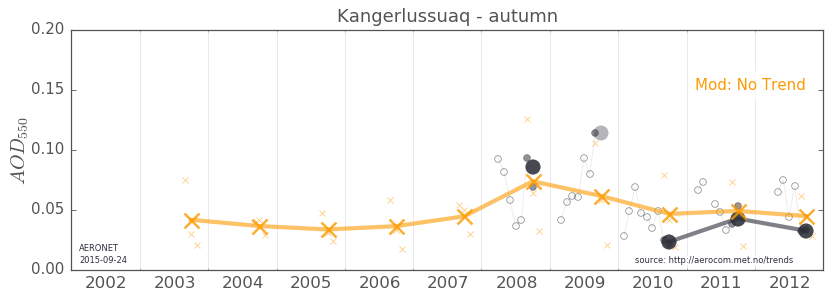 Kangerlussuaq - autumn
0.20
0.15
0.10
0.05
0.00
AOD550
Mod: No Trend
AERONET
2015-09-24
source: http://aerocom.met.no/trends
2002 2003 2004 2005 2006 2007 2008 2009 2010 2011 2012